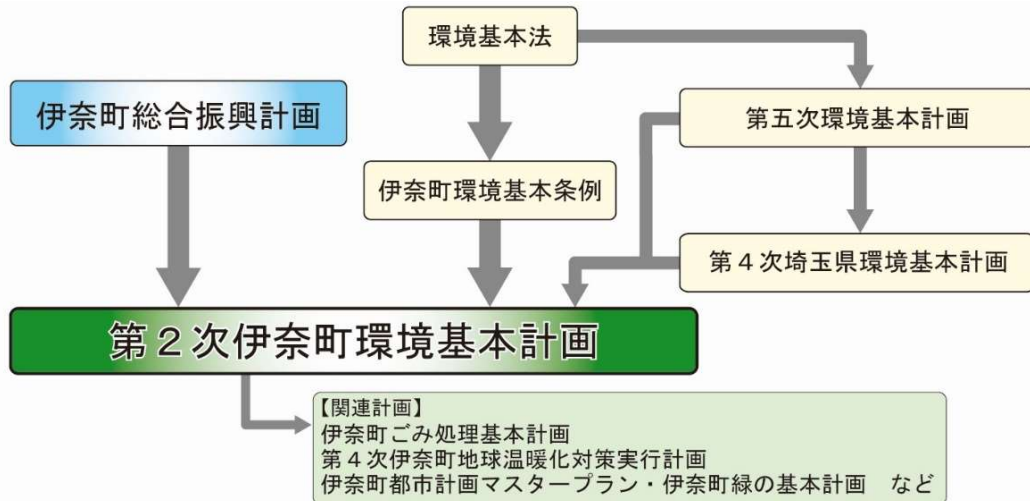 環境基本法
伊奈町総合振興計画
第五次環境基本計画
伊奈町環境基本条例
第４次埼玉県環境基本計画
第２次伊奈町環境基本計画
【関連計画】
伊奈町ごみ処理基本計画
第４次伊奈町地球温暖化対策実行計画
伊奈町都市計画マスタープラン・伊奈町緑の基本計画　など